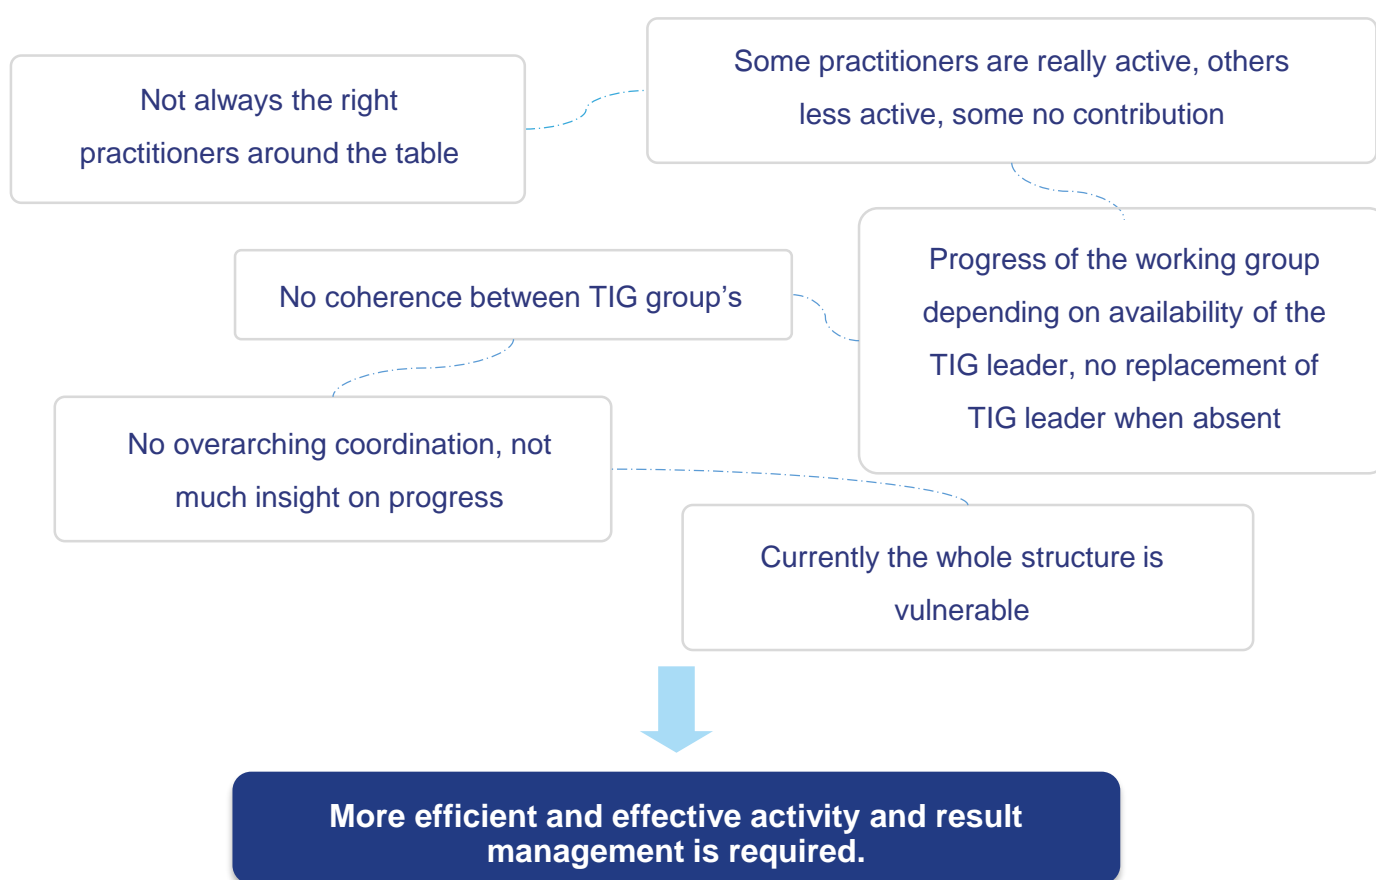 Not always the right
practitioners around the table
Some practitioners are really active, others
less active, some no contribution
Progress of the working group
depending on availability of the
TIG leader, no replacement of
TIG leader when absent
No coherence between TIG group’s
No overarching coordination, not
much insight on progress
Currently the whole structure is
vulnerable
More efficient and effective activity and result
management is required.